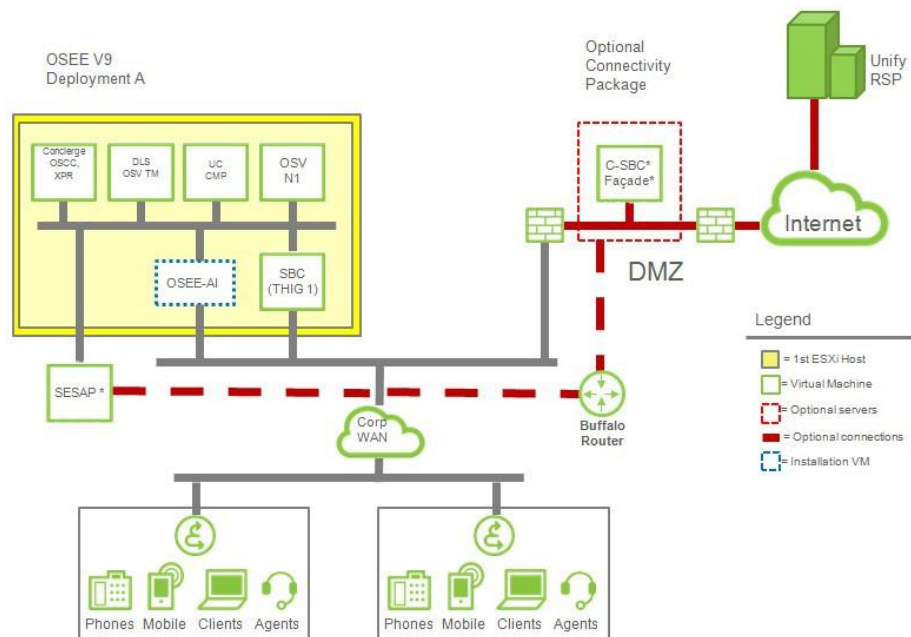 OSEE V9
Deployment A
Optional
Connectivity
Package
Unify
RSP
Concierge
OSCC,
XPR
DLS
OSV TM
UC
CMP
OSV
N1
C-SBC*
Façade*
Internet
OSEE-AI
SBC
(THIG 1)
DMZ
Legend
= 1st ESXi Host
= Virtual Machine
= Optional servers
= Optional connections
= Installation VM
SESAP *
Buffalo
Router
Corp
WAN
Phones Mobile Clients Agents
Phones Mobile Clients Agents